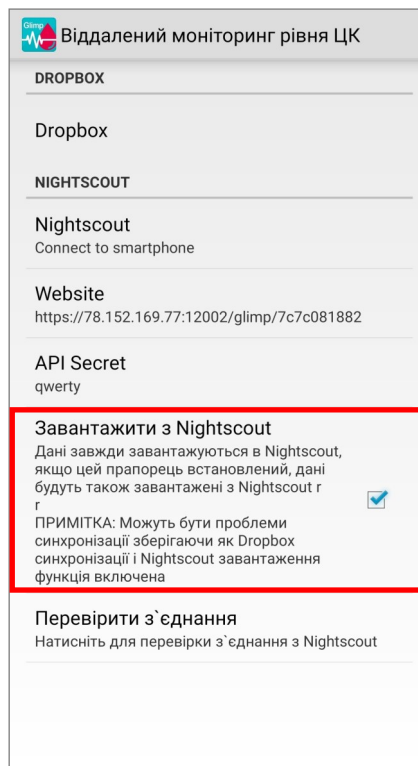 Glimp
Віддалений моніторинг рівня ЦК
DROPBOX
Dropbox
NIGHTSCOUT
Nightscout
Connect to smartphone
Website
https://78.152.169.77:12002/glimp/7c7c081882
API Secret
qwerty
Завантажити з Nightscout
Дані завжди завантажуються в Nightscout,
якщо цей прапорець встановлений, дані
будуть також завантажені з Nightscout r
r
ПРИМІТКА: Можуть бути проблеми
синхронізації зберігаючи як Dropbox
синхронізації і Nightscout завантаження
функція включена
Перевірити з`єднання
Натисніть для перевірки з`єднання з Nightscout